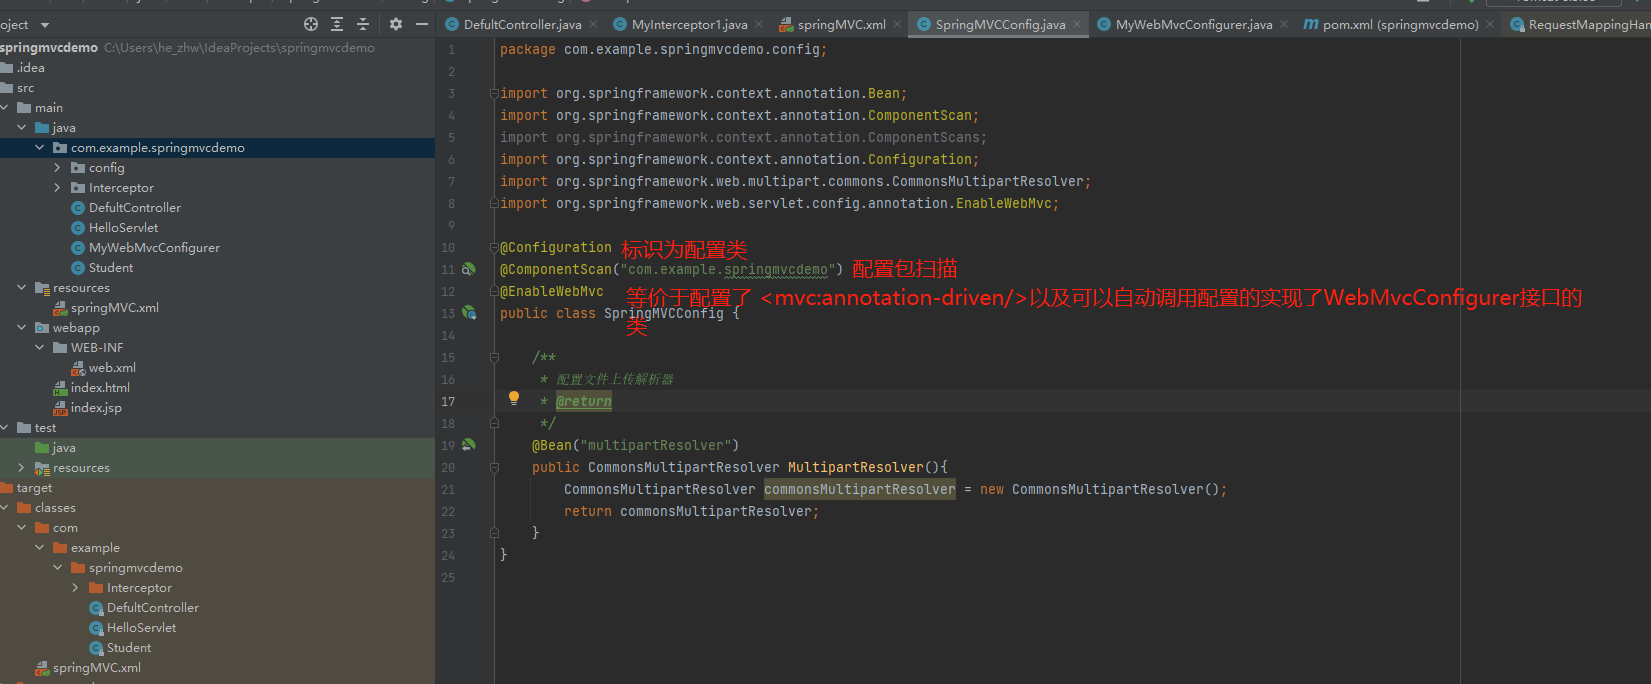 oject
DefultController.java
MyInterceptor1.java
springMVC.xml
SpringMVCConfig.java
MyWebMvcConfigurer.java
pom.xml (springmvcdemo)
RequestMappingHan
springmvcdemo C:\Users\he_zhw\IdeaProjects\springmvcdemo
.idea
src
main
java
com.example.springmvcdemo
config
Interceptor
DefultController
HelloServlet
MyWebMvcConfigurer
Student
resources
springMVC.xml
webapp
WEB-INF
web.xml
index.html
index.jsp
test
java
resources
target
classes
com
example
springmvcdemo
Interceptor
DefultController
HelloServlet
Student
springMVC.xml
1 package com.example.springmvcdemo.config;
2
3 import org.springframework.context.annotation.Bean;
4 import org.springframework.context.annotation.ComponentScan;
5 import org.springframework.context.annotation.ComponentScans;
6 import org.springframework.context.annotation.Configuration;
7 import org.springframework.web.multipart.commons.CommonsMultipartResolver;
8 import org.springframework.web.servlet.config.annotation.EnableWebMvc;
9
10 @Configuration 标识为配置类
11 @ComponentScan("com.example.springmvcdemo") 配置包扫描
12 @EnableWebMvc 等价于配置了 <mvc:annotation-driven/>以及可以自动调用配置的实现了WebMvcConfigurer接口的
类
13 public class SpringMVCConfig {
14
15 /**
16 * 配置文件上传解析器
17 * @return
18 */
19 @Bean("multipartResolver")
20 public CommonsMultipartResolver MultipartResolver(){
21 CommonsMultipartResolver commonsMultipartResolver = new CommonsMultipartResolver();
22 return commonsMultipartResolver;
23 }
24 }
25